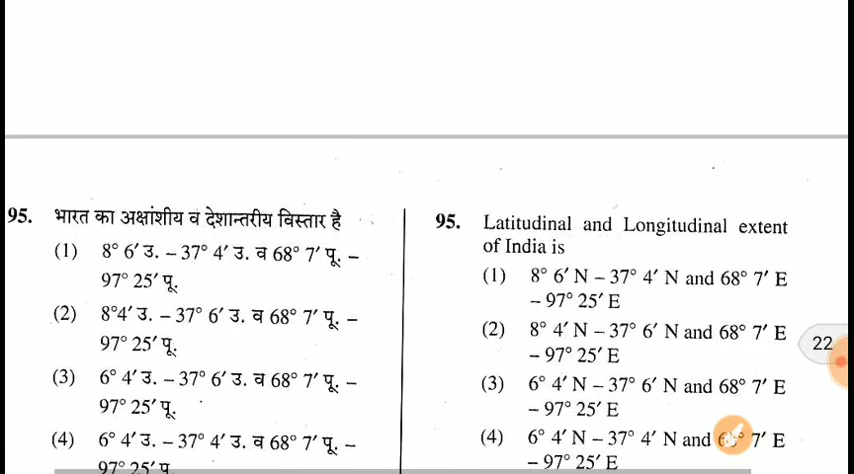 95. भारत का अक्षांशीय व देशान्तरीय विस्तार है
(1) 8° 6′ उ. – 37° 4′ उ. व 68° 7′ पू. –
97° 25′ पू.
(2) 8°4′ उ. – 37° 6′ उ. व 68° 7′ पू. –
97° 25′ पू.
(3) 6° 4′ उ. – 37° 6′ उ. व 68° 7′ पू. –
97° 25′ पू.
(4) 6° 4′ उ. – 37° 4′ उ. व 68° 7′ पू. –
97° 25′ पू.
95. Latitudinal and Longitudinal extent
of India is
(1) 8° 6′ N – 37° 4′ N and 68° 7′ E
– 97° 25′ E
(2) 8° 4′ N – 37° 6′ N and 68° 7′ E
– 97° 25′ E
(3) 6° 4′ N – 37° 6′ N and 68° 7′ E
– 97° 25′ E
(4) 6° 4′ N – 37° 4′ N and 7′ E
– 97° 25′ E
22